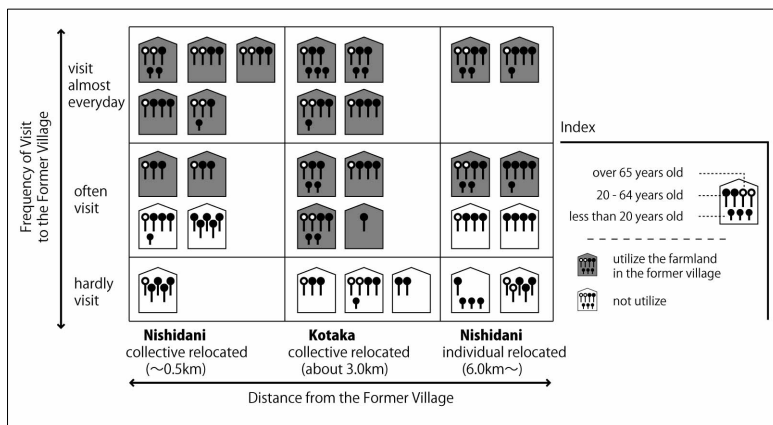 Frequency of Visit
to the Former Village
visit
almost
everyday
often
visit
hardly
visit
Nishidani
collective relocated
(～0.5km)
Kotaka
collective relocated
(about 3.0km)
Nishidani
individual relocated
(6.0km～)
Distance from the Former Village
Index
over 65 years old
20 - 64 years old
less than 20 years old
utilize the farmland
in the former village
not utilize